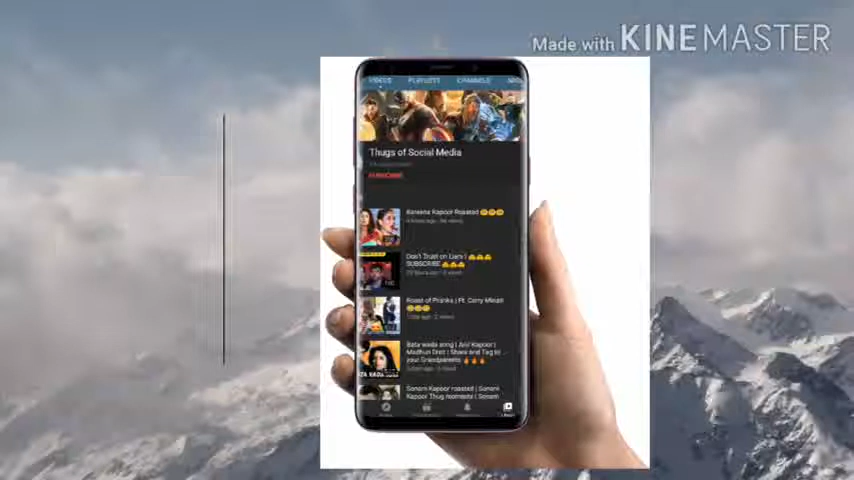 Made with KINEMASTER
VIDEOS PLAYLISTS CHANNELS
Thugs of Social Media
SUBSCRIBE
Kareena Kapoor Roasted 😂😂😂
Don't Trust on Liars | 😂😂😂
SUBSCRIBE 😂😂😂
Roast of Pranks | Ft. Carry Minati
😂😂😂
Bata wada song | Anil Kapoor |
Madhuri Dixit | Share and Tag to
your Grandparents 🔥🔥🔥
Sonam Kapoor roasted | Sonam
Kapoor Thug moments | Sonam